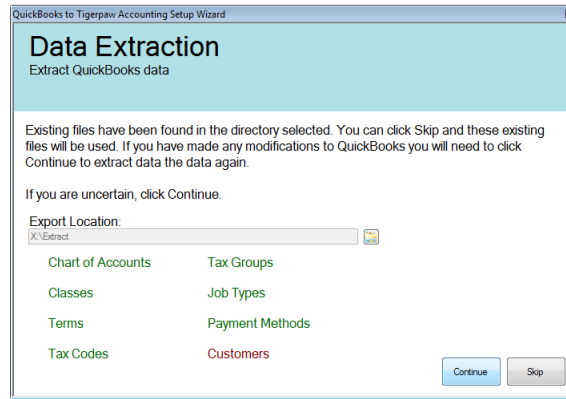 QuickBooks to Tigerpaw Accounting Setup Wizard
Data Extraction
Extract QuickBooks data
Existing files have been found in the directory selected. You can click Skip and these existing
files will be used. If you have made any modifications to QuickBooks you will need to click
Continue to extract data the data again.
If you are uncertain, click Continue.
Export Location:
X:\Extract
Chart of Accounts Tax Groups
Classes Job Types
Terms Payment Methods
Tax Codes Customers
Continue Skip